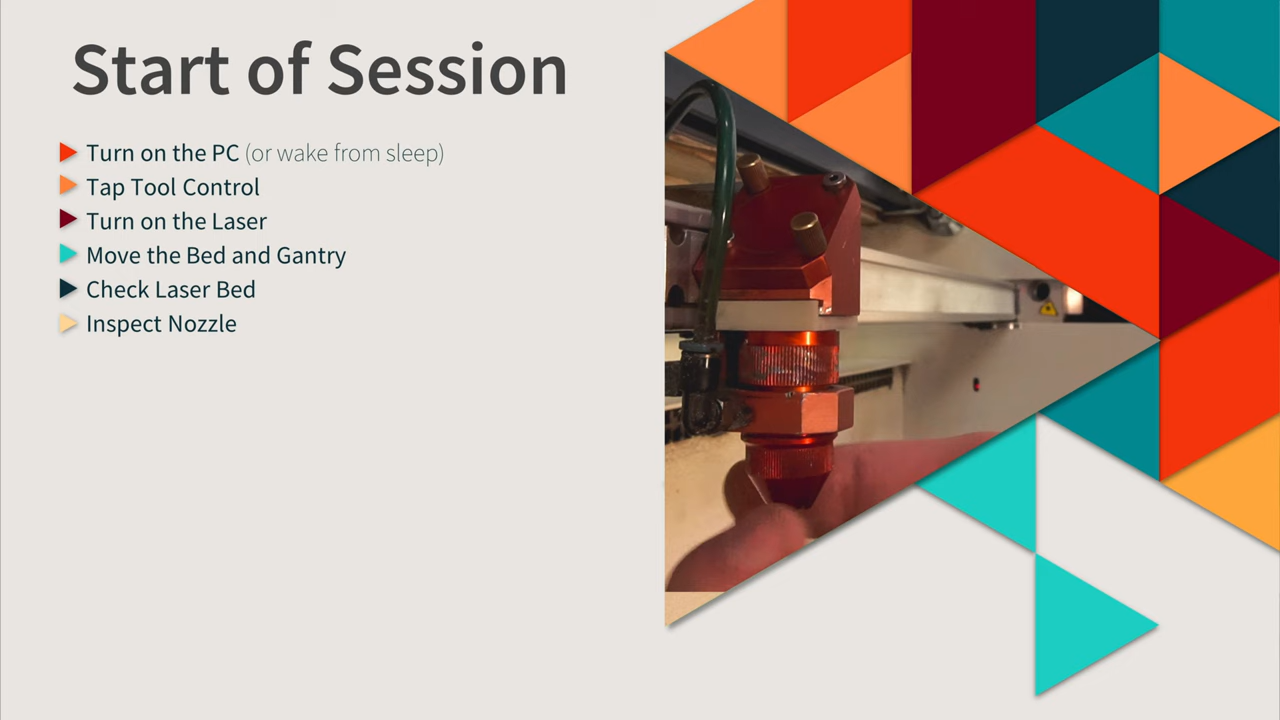 Start of Session
Turn on the PC (or wake from sleep)
Tap Tool Control
Turn on the Laser
Move the Bed and Gantry
Check Laser Bed
Inspect Nozzle